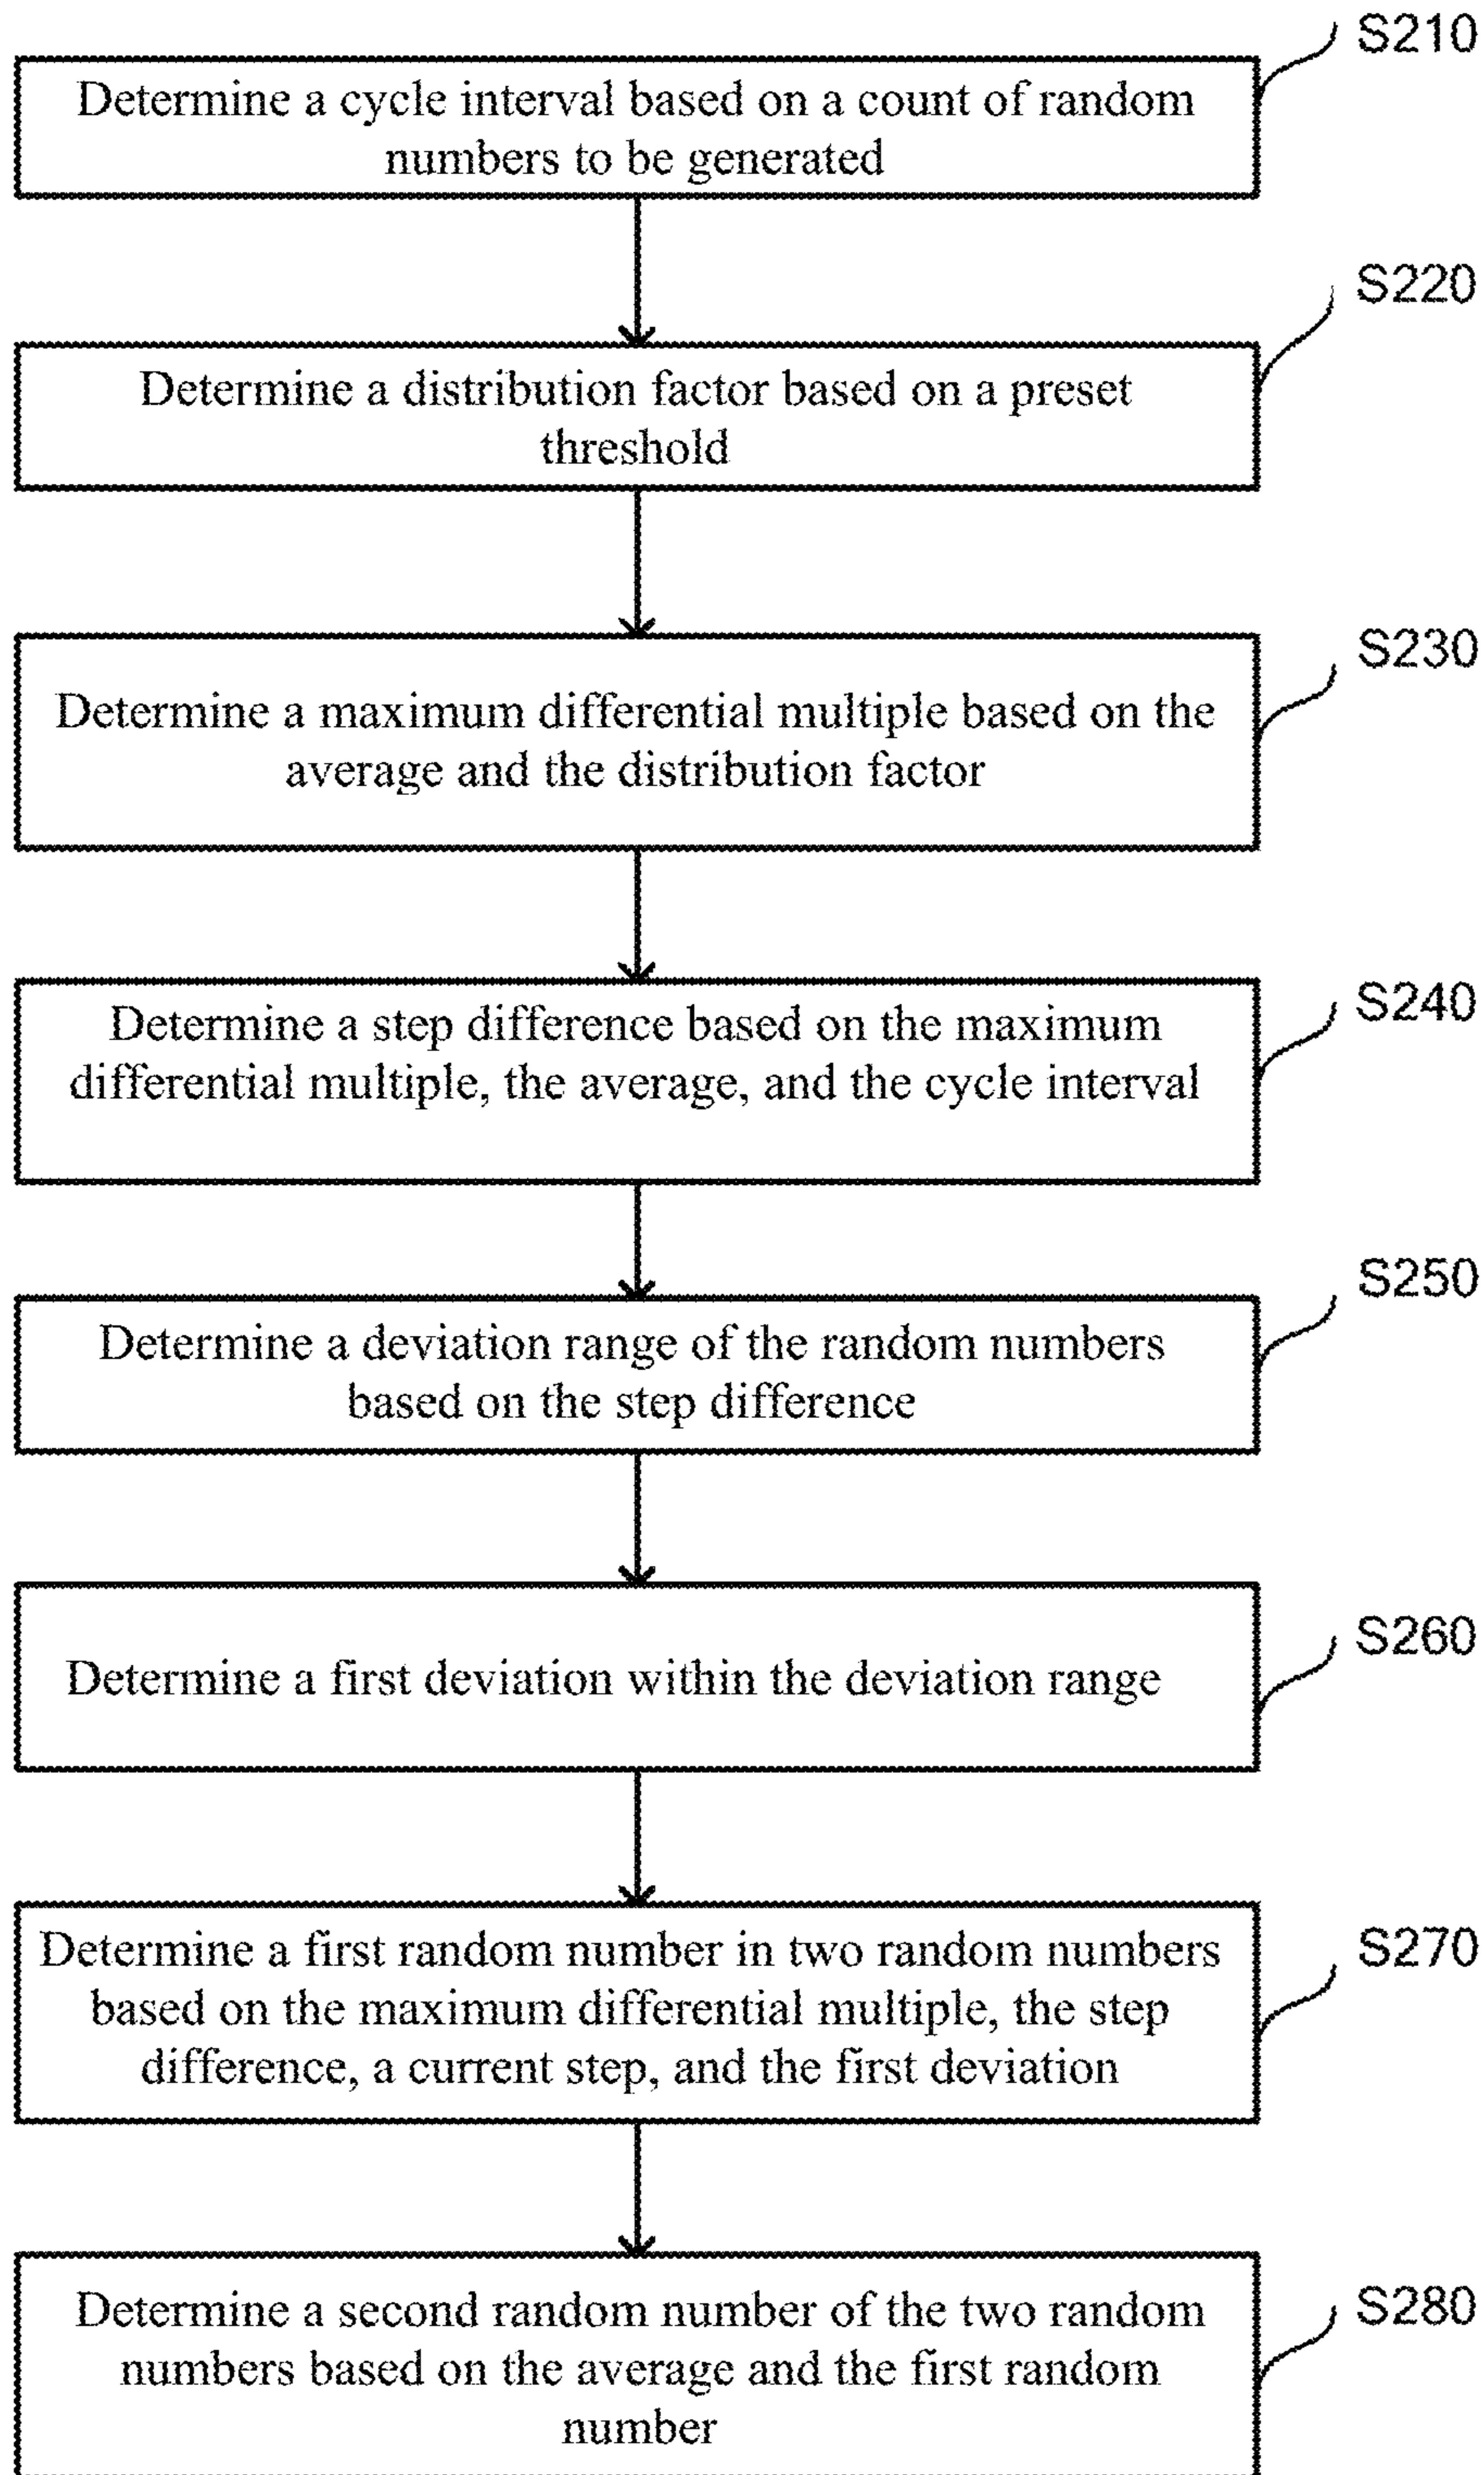 S210
Determine a cycle interval based on a count of random
numbers to be generated
S220
Determine a distribution factor based on a preset
threshold
S230
Determine a maximum differential multiple based on the
average and the distribution factor
S240
Determine a step difference based on the maximum
differential multiple, the average, and the cycle interval
S250
Determine a deviation range of the random numbers
based on the step difference
S260
Determine a first deviation within the deviation range
S270
Determine a first random number in two random numbers
based on the maximum differential multiple, the step
difference, a current step, and the first deviation
S280
Determine a second random number of the two random
numbers based on the average and the first random
number